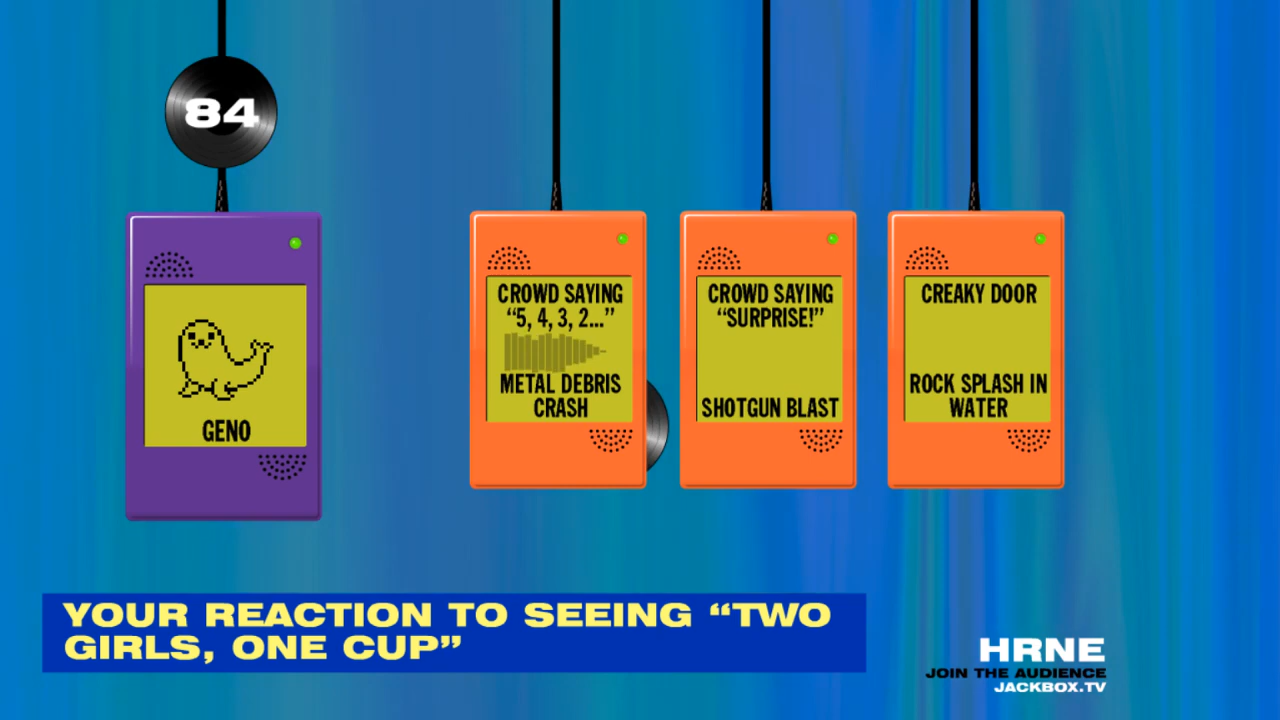 84
GENO
CROWD SAYING
“5, 4, 3, 2...”
METAL DEBRIS
CRASH
CROWD SAYING
“SURPRISE!”
SHOTGUN BLAST
CREAKY DOOR
ROCK SPLASH IN
WATER
YOUR REACTION TO SEEING “TWO
GIRLS, ONE CUP”
HRNE
JOIN THE AUDIENCE
JACKBOX.TV